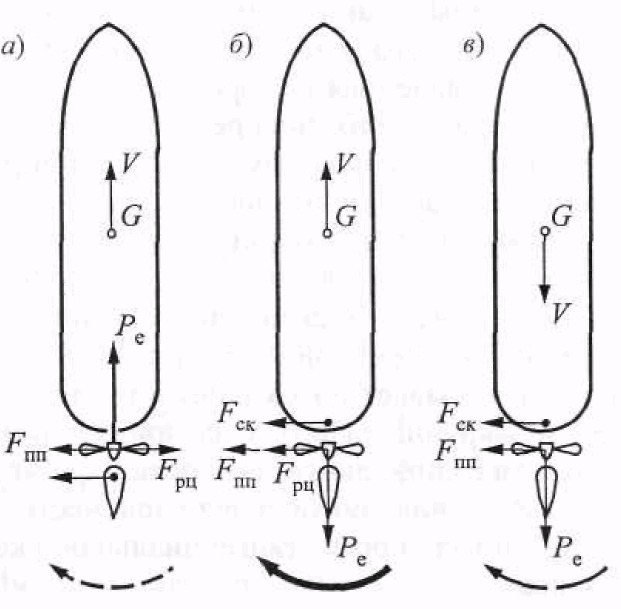 а) б) в)
V V
G G G
V
Pе
Fск Fск
Fпп Fрц Fпп Fрц Fпп
Pе Pе